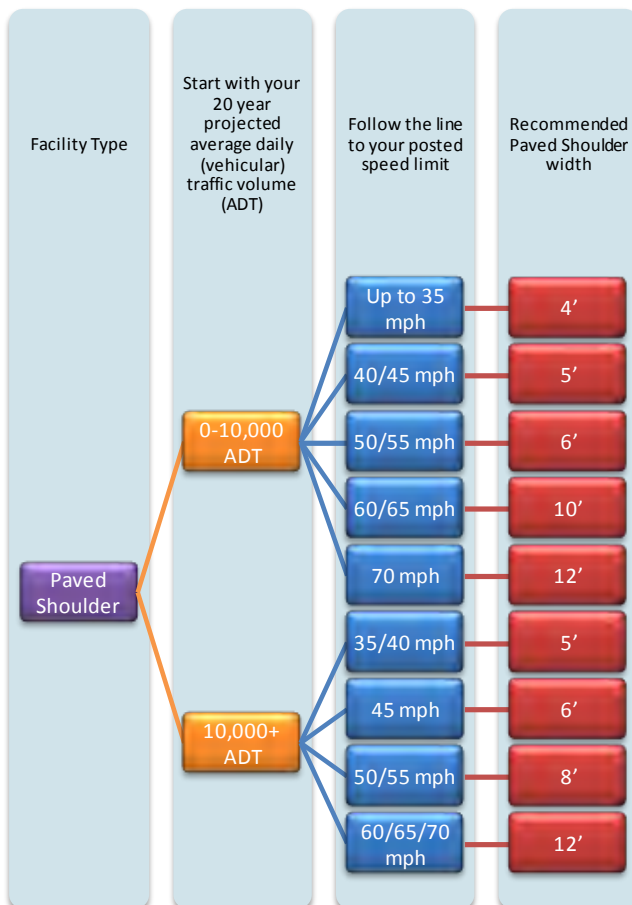 Facility Type
Start with your
20 year
projected
average daily
(vehicular)
traffic volume
(ADT)
Follow the line
to your posted
speed limit
Recommended
Paved Shoulder
width
Paved
Shoulder
0-10,000
ADT
Up to 35
mph
4’
40/45 mph
5’
50/55 mph
6’
60/65 mph
10’
70 mph
12’
10,000+
ADT
35/40 mph
5’
45 mph
6’
50/55 mph
8’
60/65/70
mph
12’